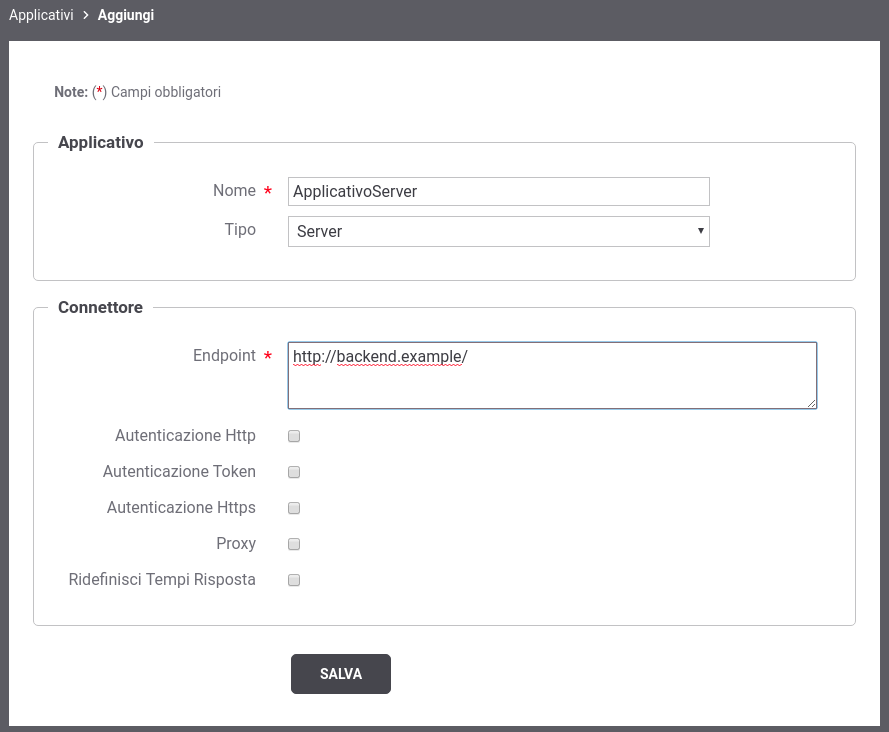 Applicativi > Aggiungi
Note: (*) Campi obbligatori
Applicativo
Nome * ApplicativoServer
Tipo Server
Connettore
Endpoint * http://backend.example/
Autenticazione Http
Autenticazione Token
Autenticazione Https
Proxy
Ridefinisci Tempi Risposta
SALVA